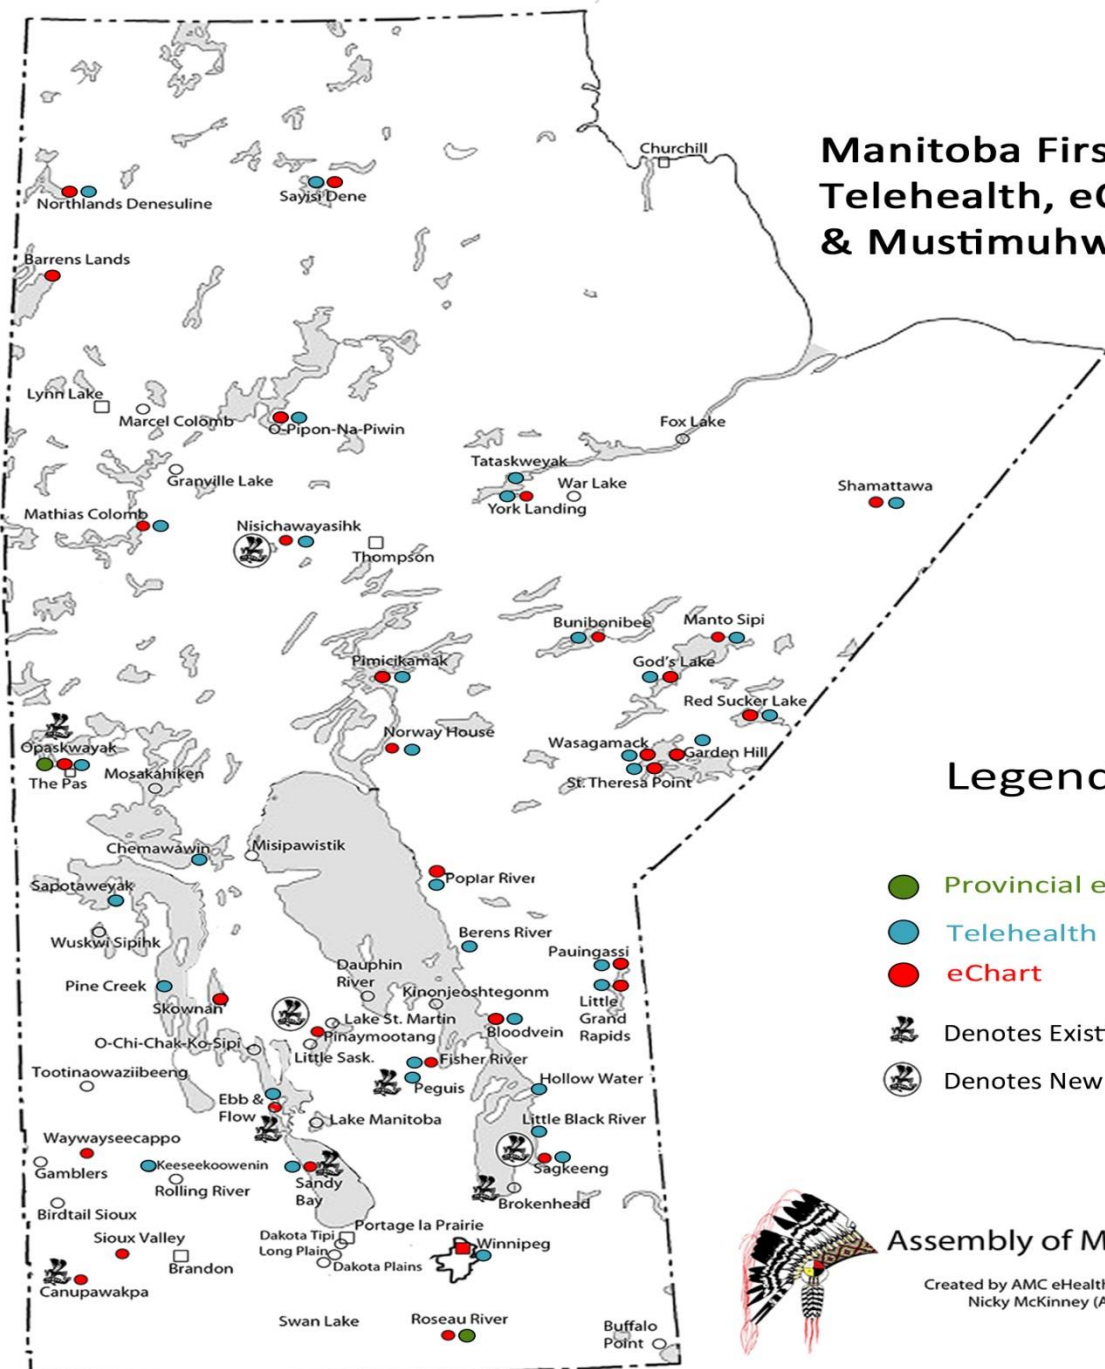 Manitoba Firs
Telehealth, eC
& Mustimuhw
Churchill
Northlands Denesuline
Sayisi Dene
Barrens Lands
Lynn Lake
Marcel Colomb
O-Pipon-Na-Piwin
Fox Lake
Granville Lake
Tataskweyak
War Lake
York Landing
Shamattawa
Mathias Colomb
Nisichawayasihk
Thompson
Bunibonibee
Manto Sipi
Pimicikamak
God's Lake
Red Sucker Lake
Norway House
Wasagamack
Garden Hill
St. Theresa Point
Opaskwayak
The Pas
Mosakahiken
Legend
Chemawawin
Misipawistik
Poplar River
Sapotaweyak
Provincial e
Wuskwi Sipihk
Berens River
Telehealth
Pauingassi
Dauphin
River
eChart
Pine Creek
Kinonjeoshtegonm
Skownan
Little
Grand
Rapids
Lake St. Martin
Bloodvein
Pinaymootang
Denotes Existi
O-Chi-Chak-Ko-Sipi
Little Sask.
Fisher River
Tootinaowaziibeeng
Peguis
Hollow Water
Denotes New
Ebb &
Flow
Lake Manitoba
Little Black River
Waywayseecappo
Gamblers
Keeseekoowenin
Sandy
Bay
Sagkeeng
Rolling River
Brokenhead
Birdtail Sioux
Portage la Prairie
Sioux Valley
Dakota Tipi
Long Plain
Winnipeg
Brandon
Dakota Plains
Canupawakpa
Assembly of M
Created by AMC eHealth
Nicky McKinney (A
Swan Lake
Roseau River
Buffalo
Point